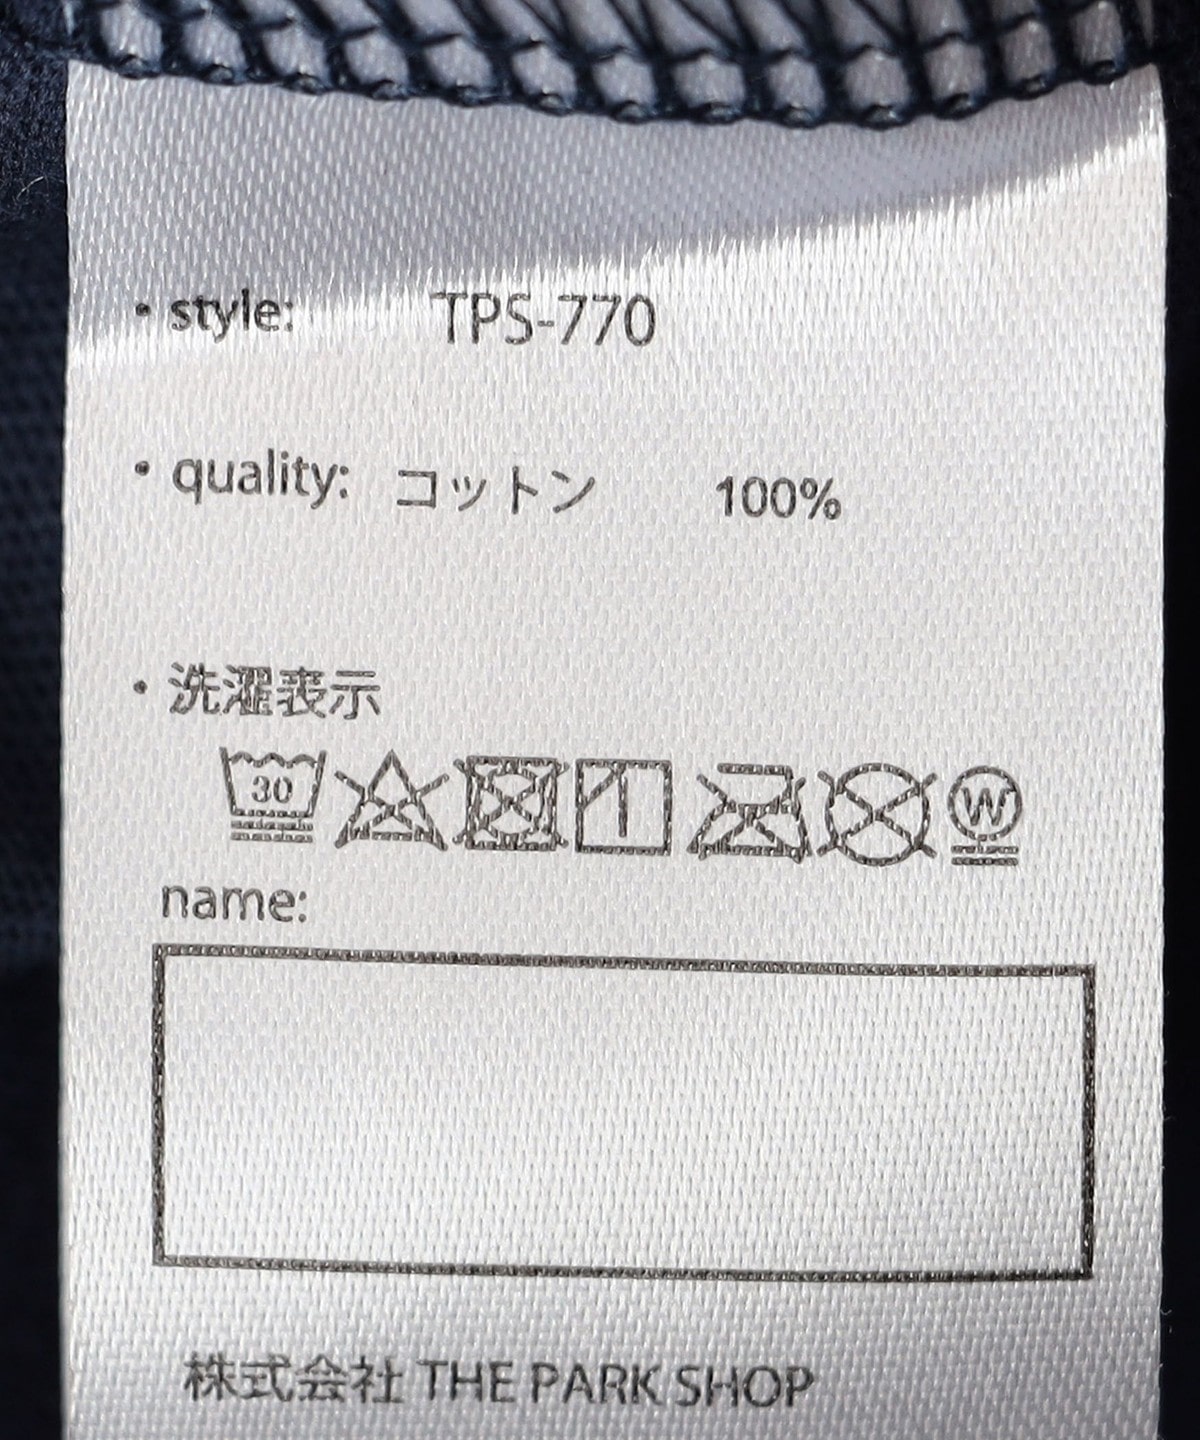 ・style: TPS-770
・quality: コットン 100%
・洗濯表示
30 W
name:
株式会社 THE PARK SHOP